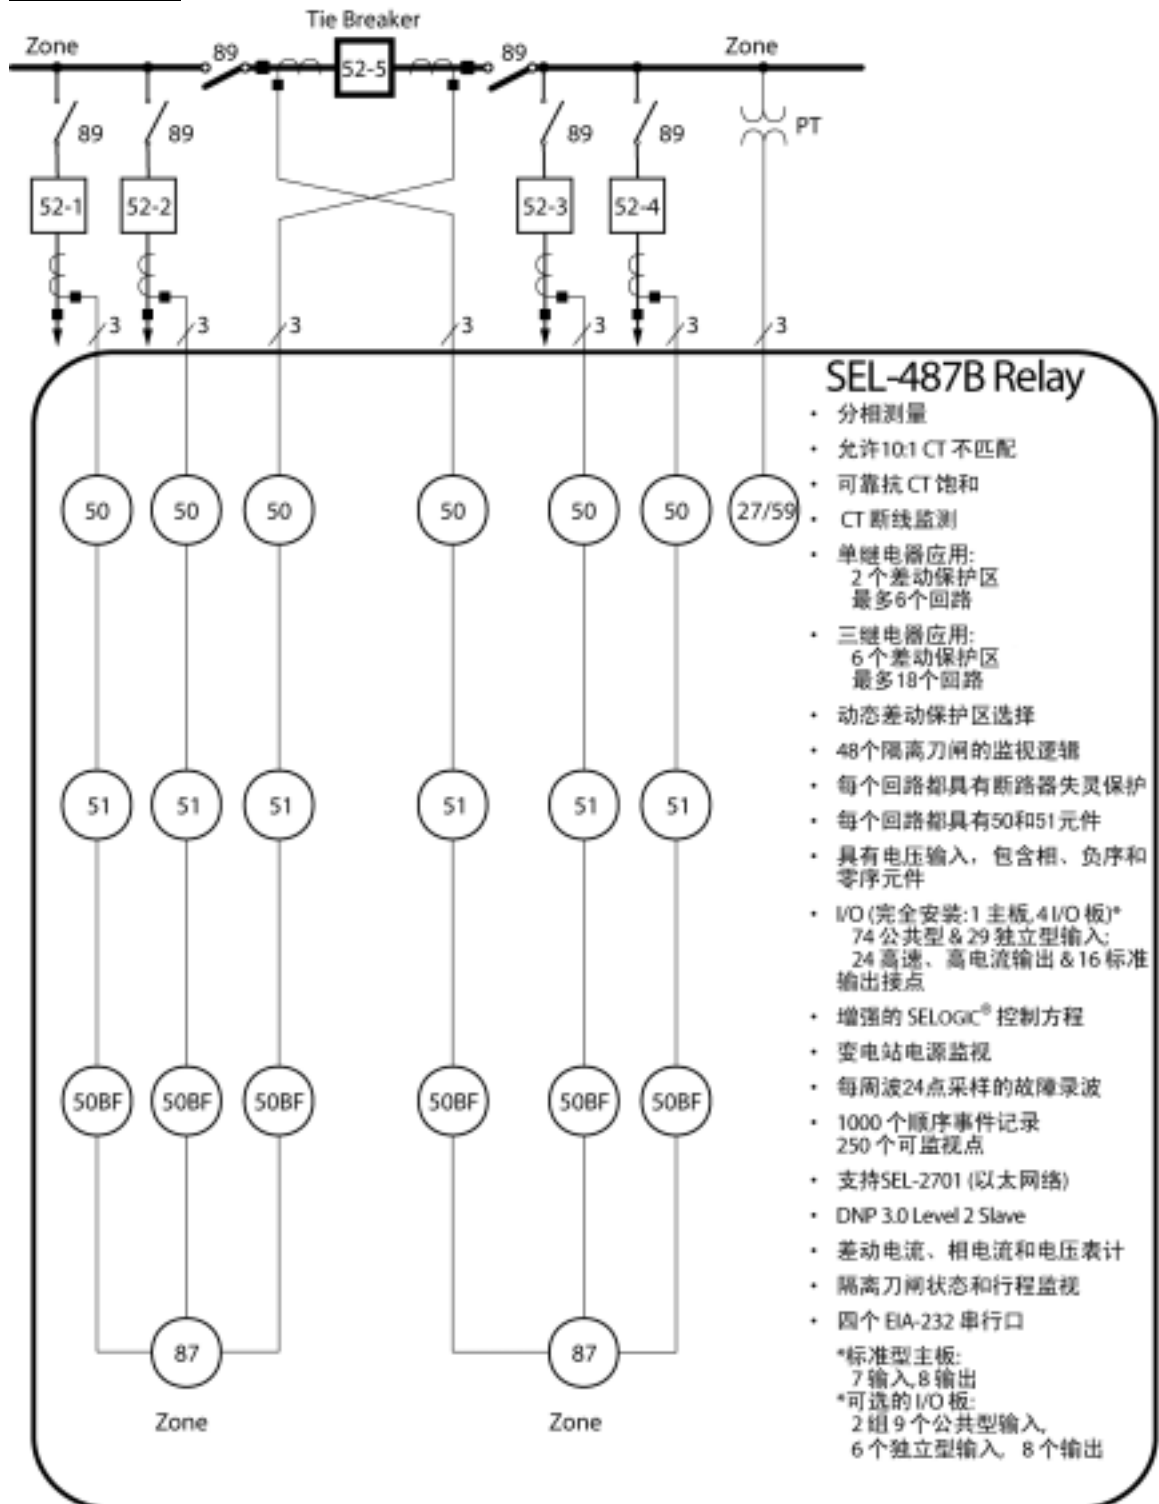 Tie Breaker
Zone
89
52-5
89
Zone
89
89
89
89
PT
52-1
52-2
52-3
52-4
3
3
3
3
3
3
3
SEL-487B Relay
• 分相测量
• 允许10:1 CT 不匹配
• 可靠抗 CT 饱和
• CT 断线监测
• 单继电器应用:
2 个差动保护区
最多6个回路
• 三继电器应用:
6 个差动保护区
最多18个回路
• 动态差动保护区选择
• 48个隔离刀闸的监视逻辑
• 每个回路都具有断路器失灵保护
• 每个回路都具有50和51元件
• 具有电压输入，包含相、负序和
零序元件
• I/O (完全安装:1 主板,4 I/O 板)*
74 公共型 & 29 独立型输入;
24 高速、高电流输出 & 16 标准
输出接点
• 增强的 SELOGIC® 控制方程
• 变电站电源监视
• 每周波24点采样的故障录波
• 1000 个顺序事件记录
250 个可监视点
• 支持SEL-2701 (以太网络)
• DNP 3.0 Level 2 Slave
• 差动电流、相电流和电压表计
• 隔离刀闸状态和行程监视
• 四个 EIA-232 串行口
*标准型主板:
7 输入,8 输出
*可选的 I/O 板:
2 组 9 个公共型输入,
6 个独立型输入, 8 个输出
50
50
50
50
50
50
27/59
51
51
51
51
51
51
50BF
50BF
50BF
50BF
50BF
50BF
87
87
Zone
Zone